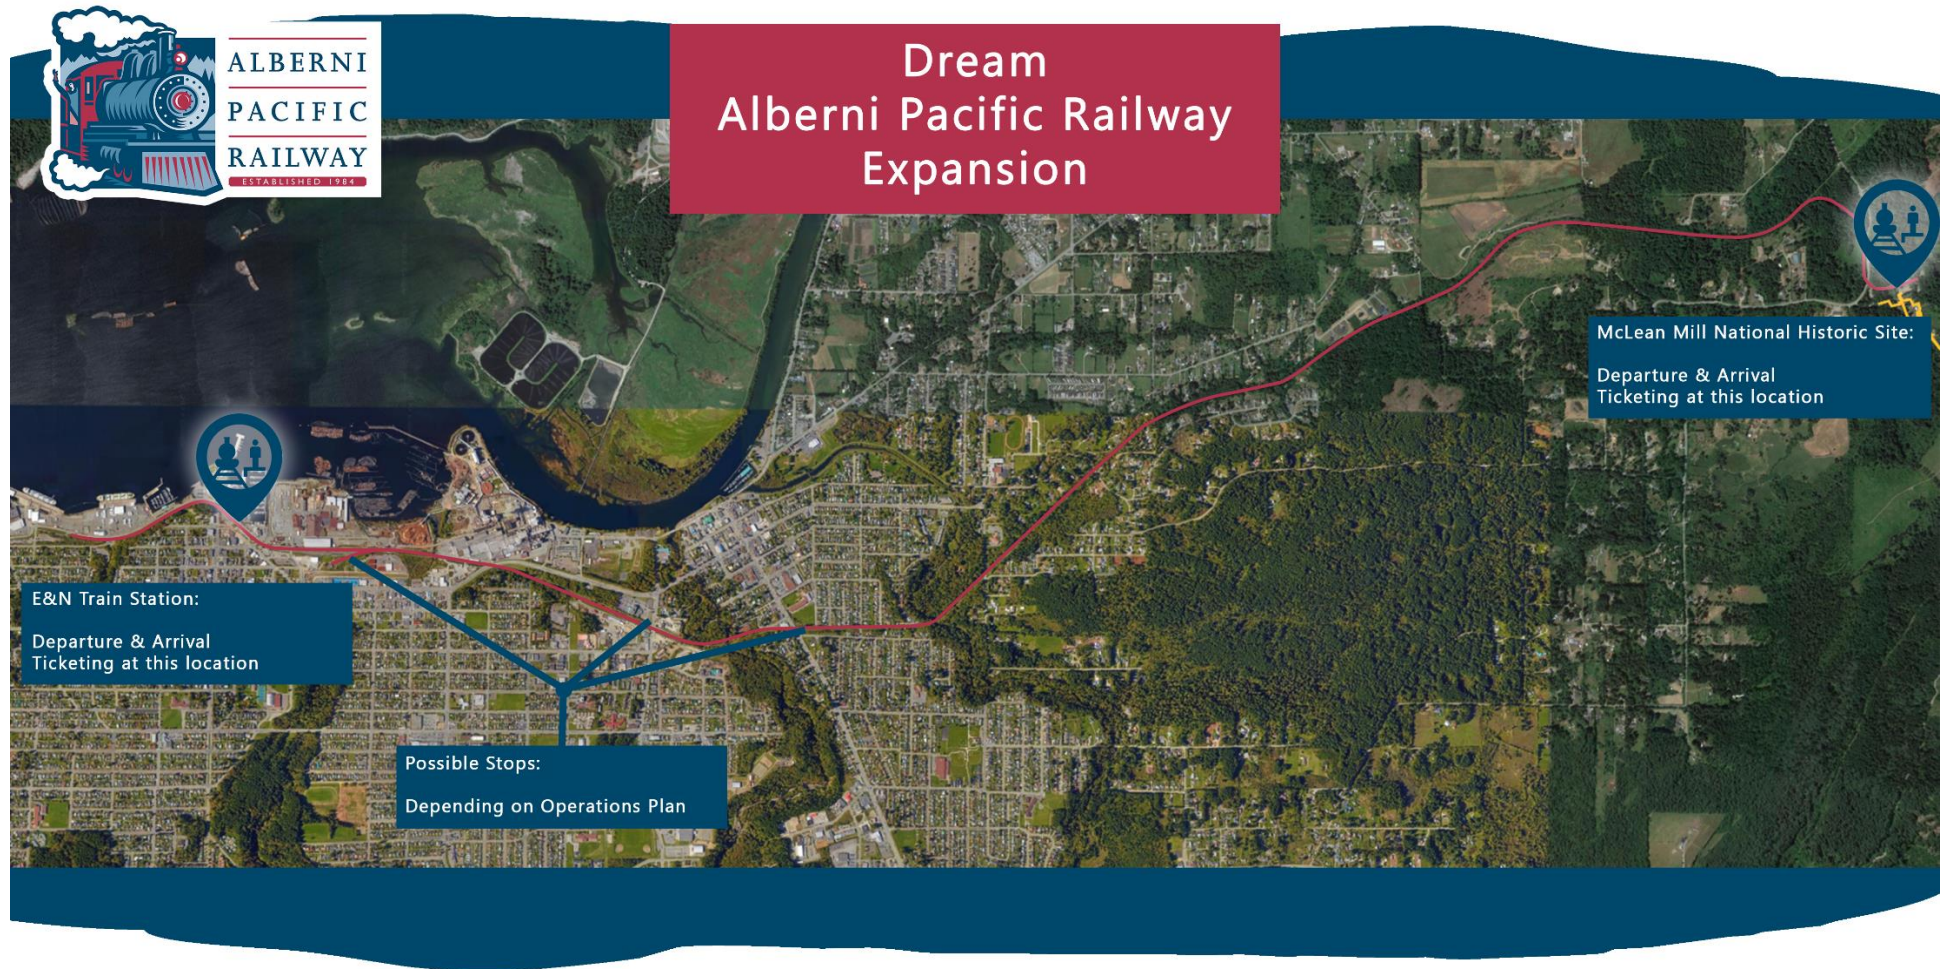 ALBERNI
PACIFIC
RAILWAY
ESTABLISHED 1984
Dream
Alberni Pacific Railway
Expansion
McLean Mill National Historic Site:
Departure & Arrival
Ticketing at this location
E&N Train Station:
Departure & Arrival
Ticketing at this location
Possible Stops:
Depending on Operations Plan